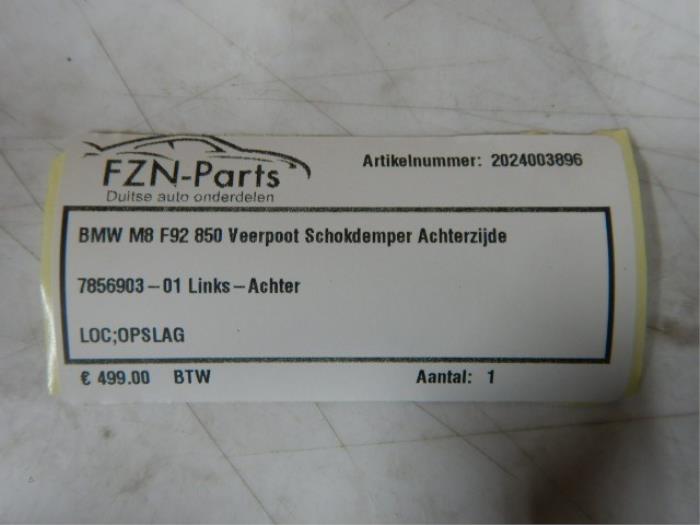 FZN-Parts
Duitse auto onderdelen
Artikelnummer: 2024003896
BMW M8 F92 850 Veerpoot Schokdemper Achterzijde
7856903-01 Links-Achter
LOC;OPSLAG
€ 499.00 BTW Aantal: 1